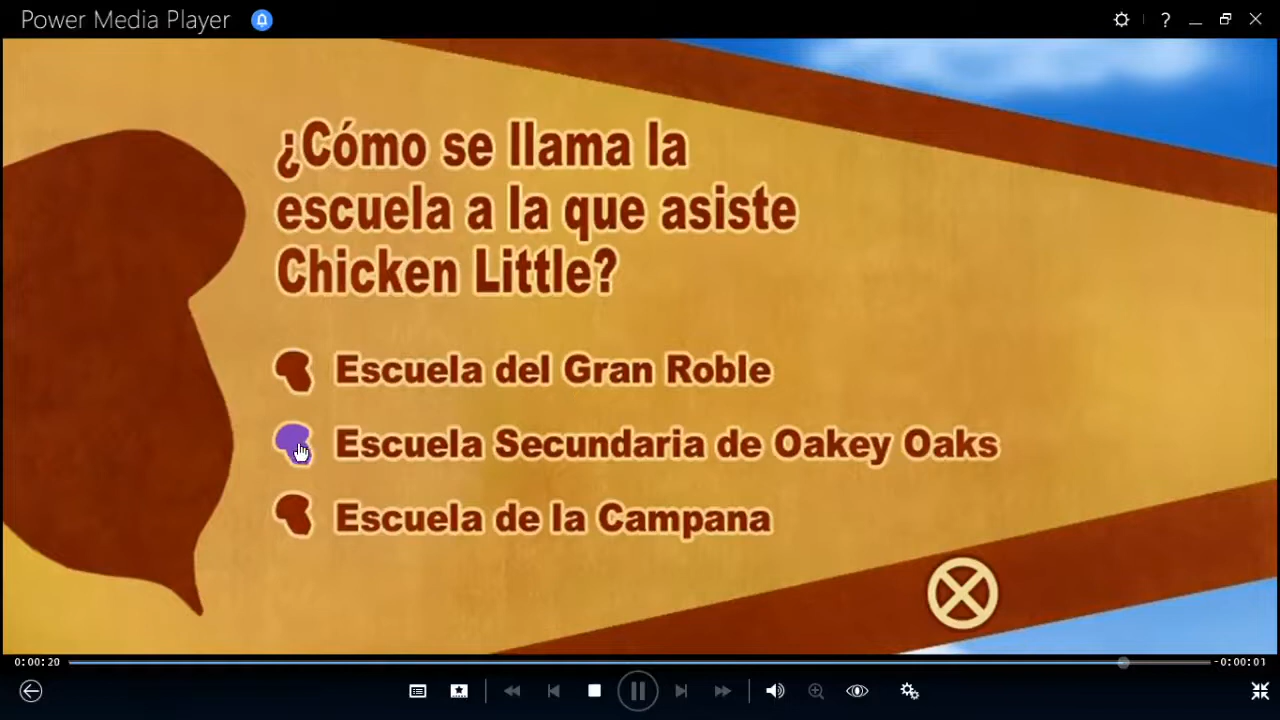 Power Media Player
¿Cómo se llama la
escuela a la que asiste
Chicken Little?
Escuela del Gran Roble
Escuela Secundaria de Oakey Oaks
Escuela de la Campana
0:00:20
-0:00:01